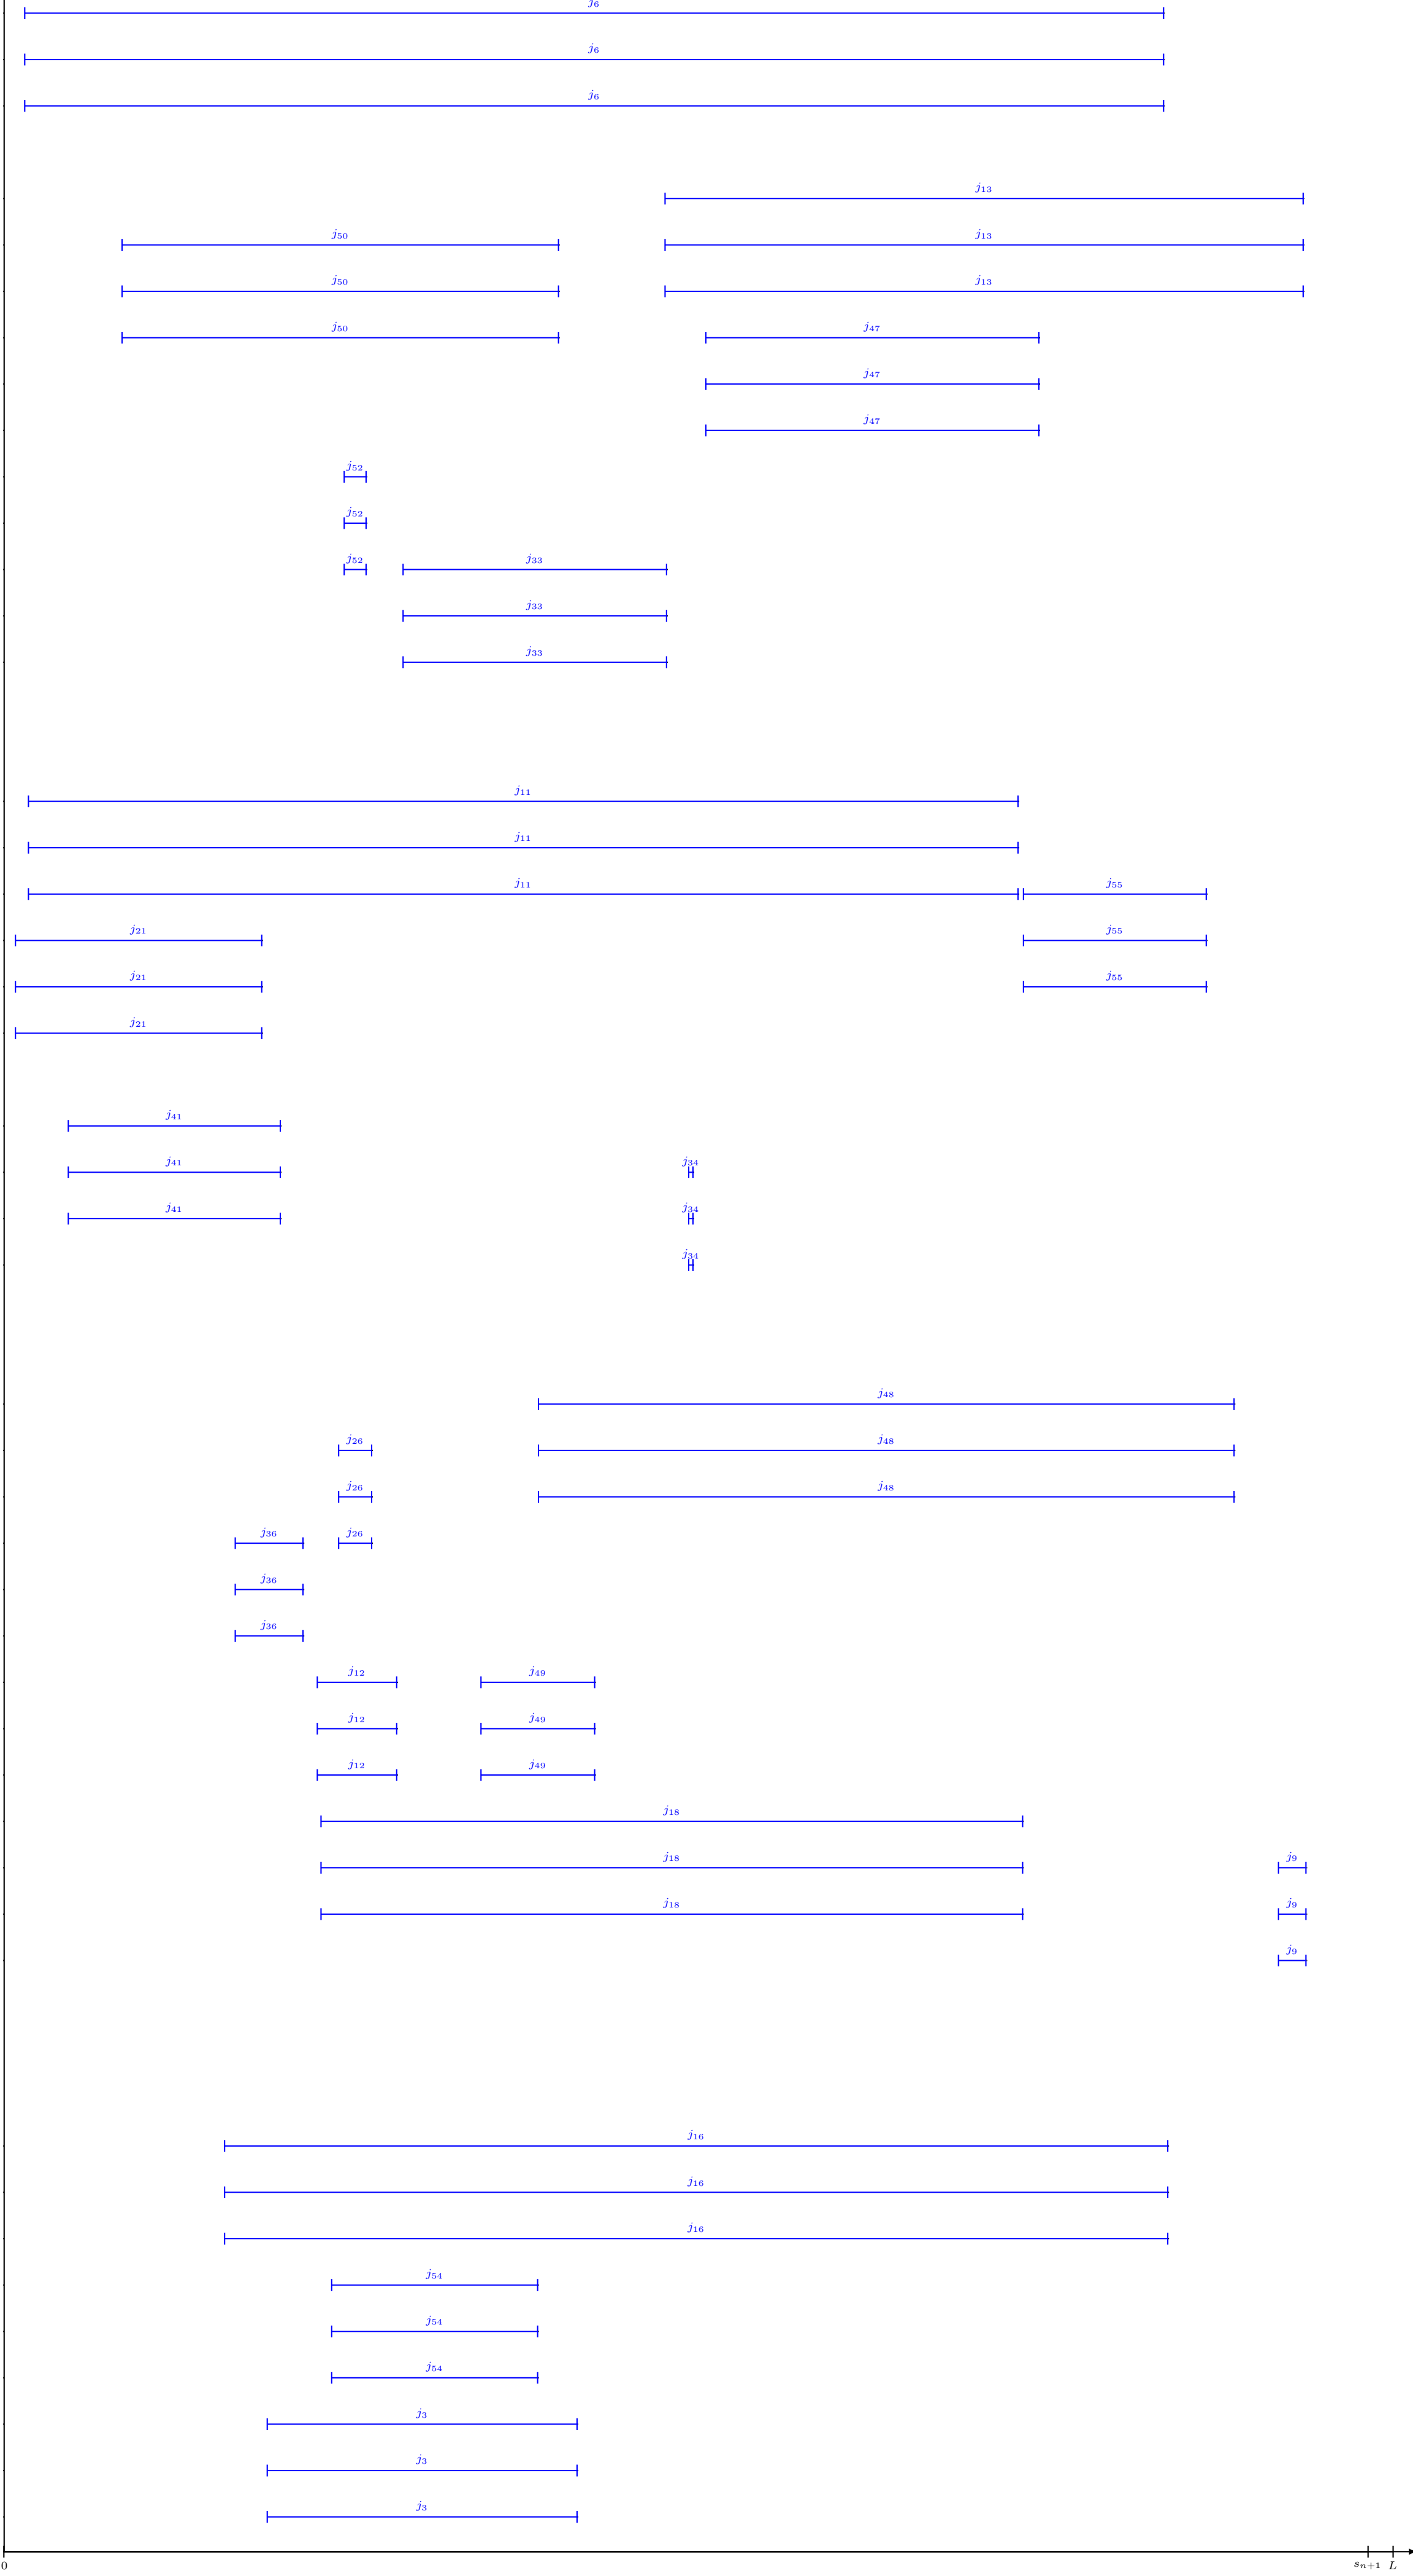 j₆
j₆
j₆
j₁₃
j₅₀ j₁₃
j₅₀ j₁₃
j₅₀ j₄₇
j₄₇
j₄₇
j₅₂
j₅₂
j₅₂ j₃₃
j₃₃
j₃₃
j₁₁
j₁₁
j₁₁ j₅₅
j₂₁ j₅₅
j₂₁ j₅₅
j₂₁
j₄₁
j₄₁ j₃₄
j₄₁ j₃₄
j₃₄
j₄₈
j₂₆ j₄₈
j₂₆ j₄₈
j₃₆ j₂₆
j₃₆
j₃₆
j₁₂ j₄₉
j₁₂ j₄₉
j₁₂ j₄₉
j₁₈
j₁₈ j₉
j₁₈ j₉
j₉
j₁₆
j₁₆
j₁₆
j₅₄
j₅₄
j₅₄
j₃
j₃
j₃
0 sₙ₊₁ L